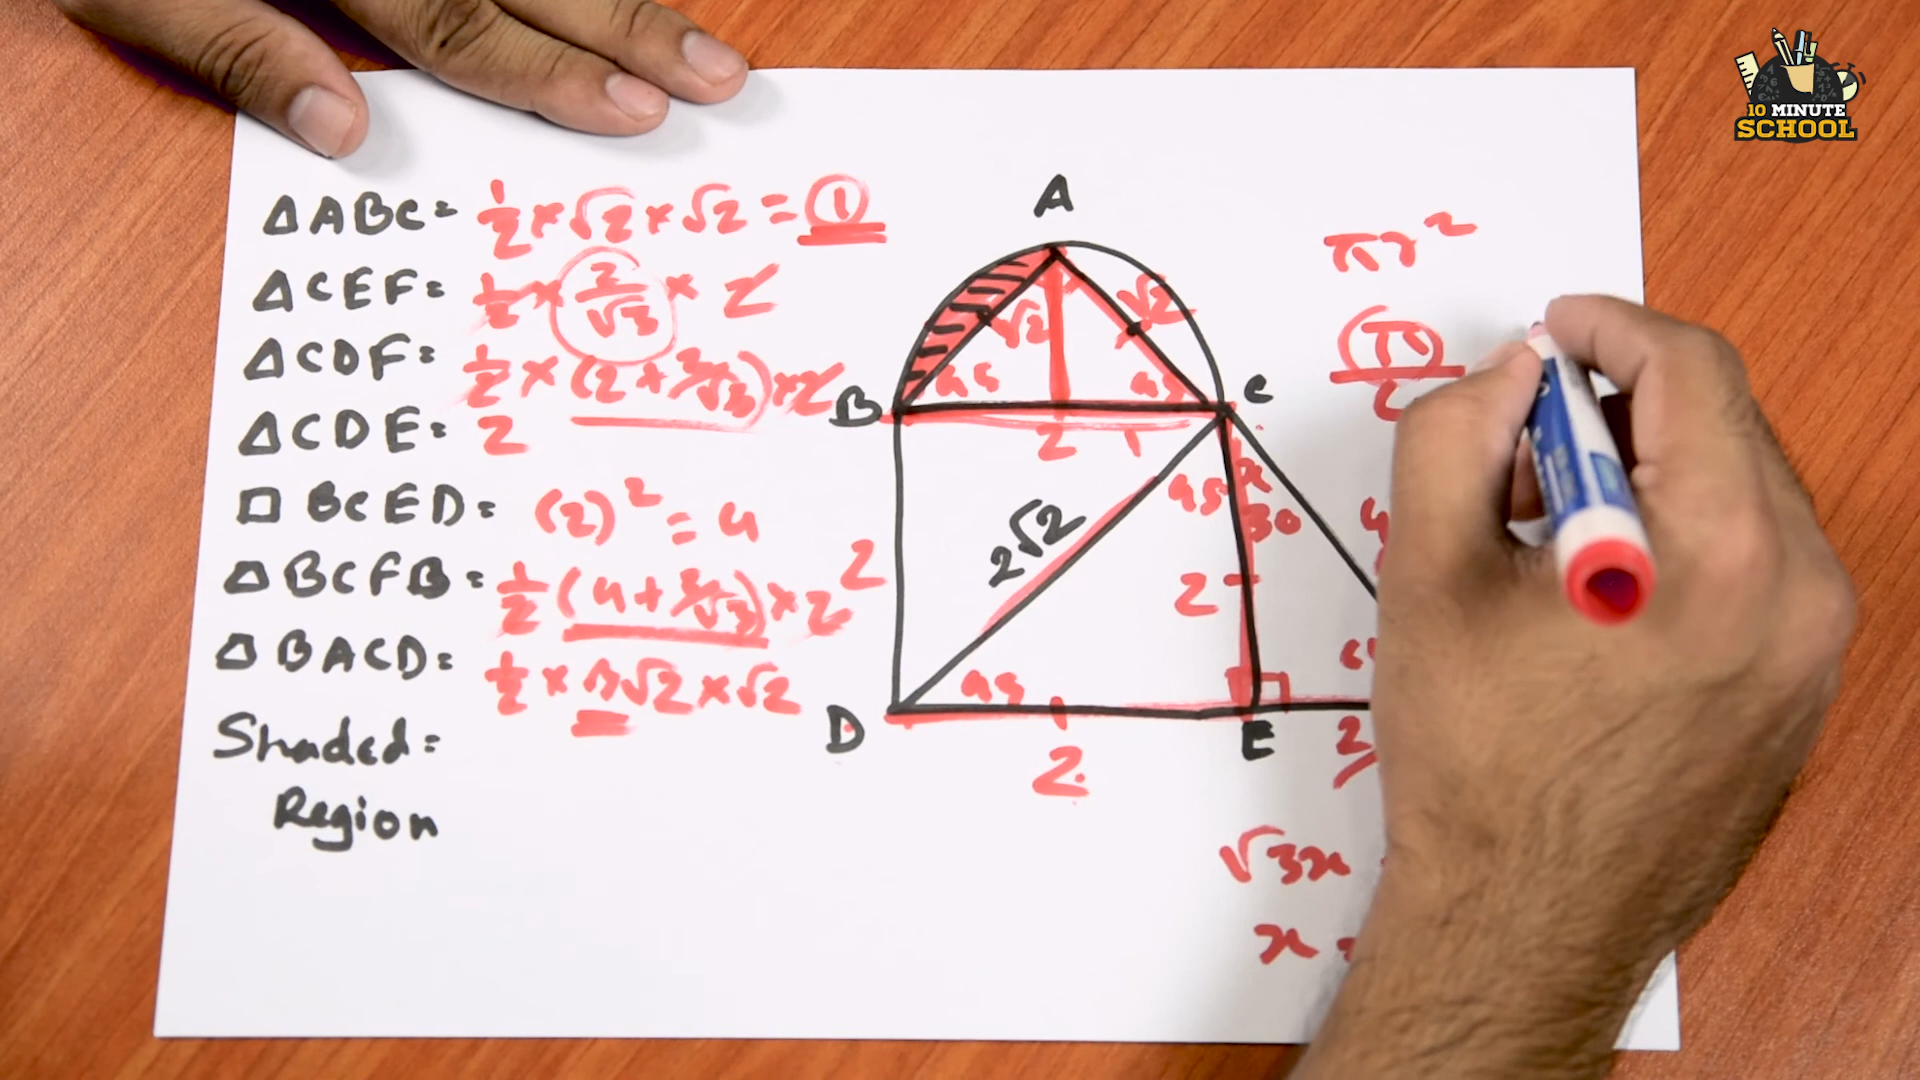 10 MINUTE
SCHOOL
△ABC = 1/2 × √2 × √2 = 1
△CEF = 1/2 × 2/√3 × 2
△CDF = 1/2 × (2 + 2/√3) × 2
△CDE = 2
□ BCED = (2)² = 4
BCFB = 1/2 (4 + 2/√3) × 2 2
BACD = 1/2 × 3√2 × √2
Shaded =
Region
A
√2
√2
45
45
B
C
2
1
2√2
45
x
30
2
45
D
E
2
2
πr²
π
2
√3x
x =